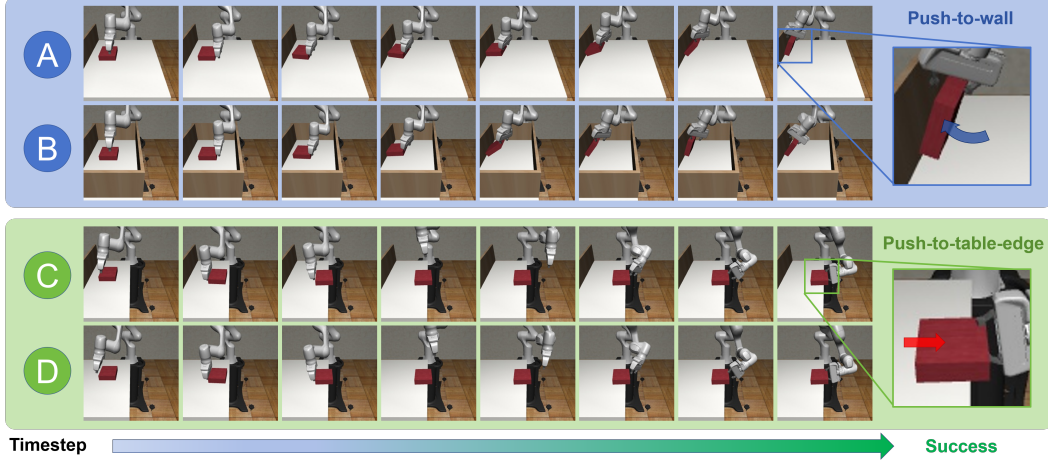 A
Push-to-wall
B
C
Push-to-table-edge
D
Timestep
Success